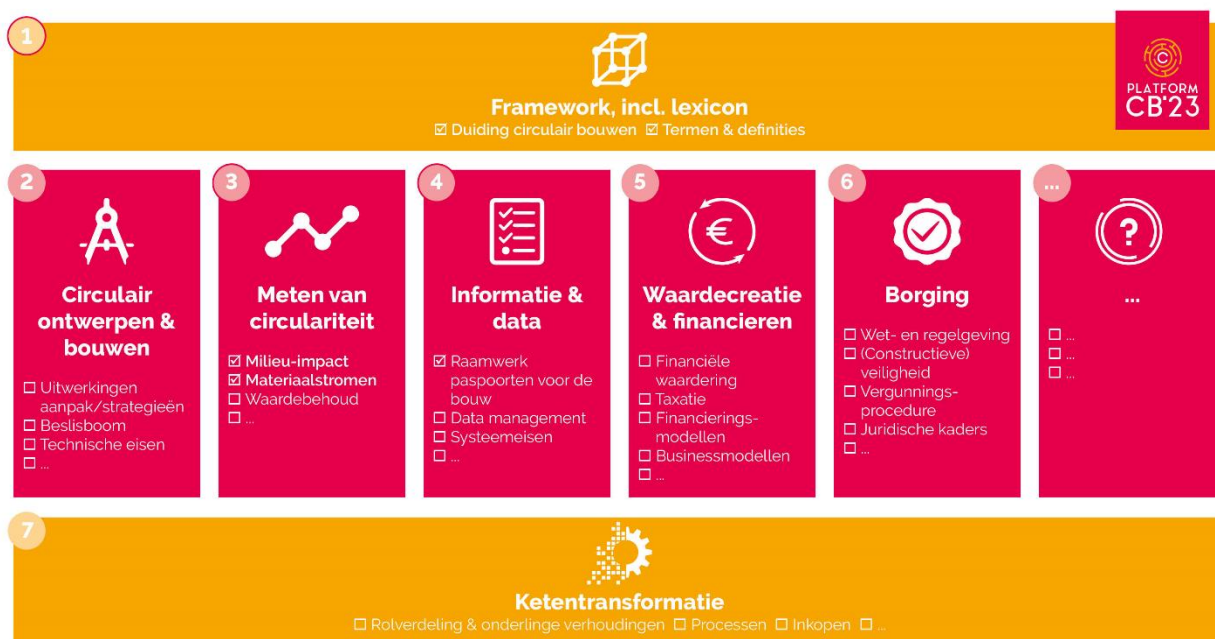 1
Framework, incl. lexicon
☑ Duiding circulair bouwen ☑ Termen & definities
C
PLATFORM
CB'23
2
Circulair
ontwerpen &
bouwen
☐ Uitwerkingen
aanpak/strategieën
☐ Beslisboom
☐ Technische eisen
☐ ...
3
Meten van
circulariteit
☑ Milieu-impact
☑ Materiaalstromen
☐ Waardebehoud
☐ ...
4
Informatie &
data
☑ Raamwerk
paspoorten voor de
bouw
☐ Data management
☐ Systeemeisen
☐ ...
5
€
Waardecreatie
& financieren
☐ Financiële
waardering
☐ Taxatie
☐ Financierings-
modellen
☐ Businessmodellen
☐ ...
6
Borging
☐ Wet- en regelgeving
☐ (Constructieve)
veiligheid
☐ Vergunnings-
procedure
☐ Juridische kaders
☐ ...
...
?
...
☐ ...
☐ ...
☐ ...
7
Ketentransformatie
☐ Rolverdeling & onderlinge verhoudingen ☐ Processen ☐ Inkopen ☐ ...